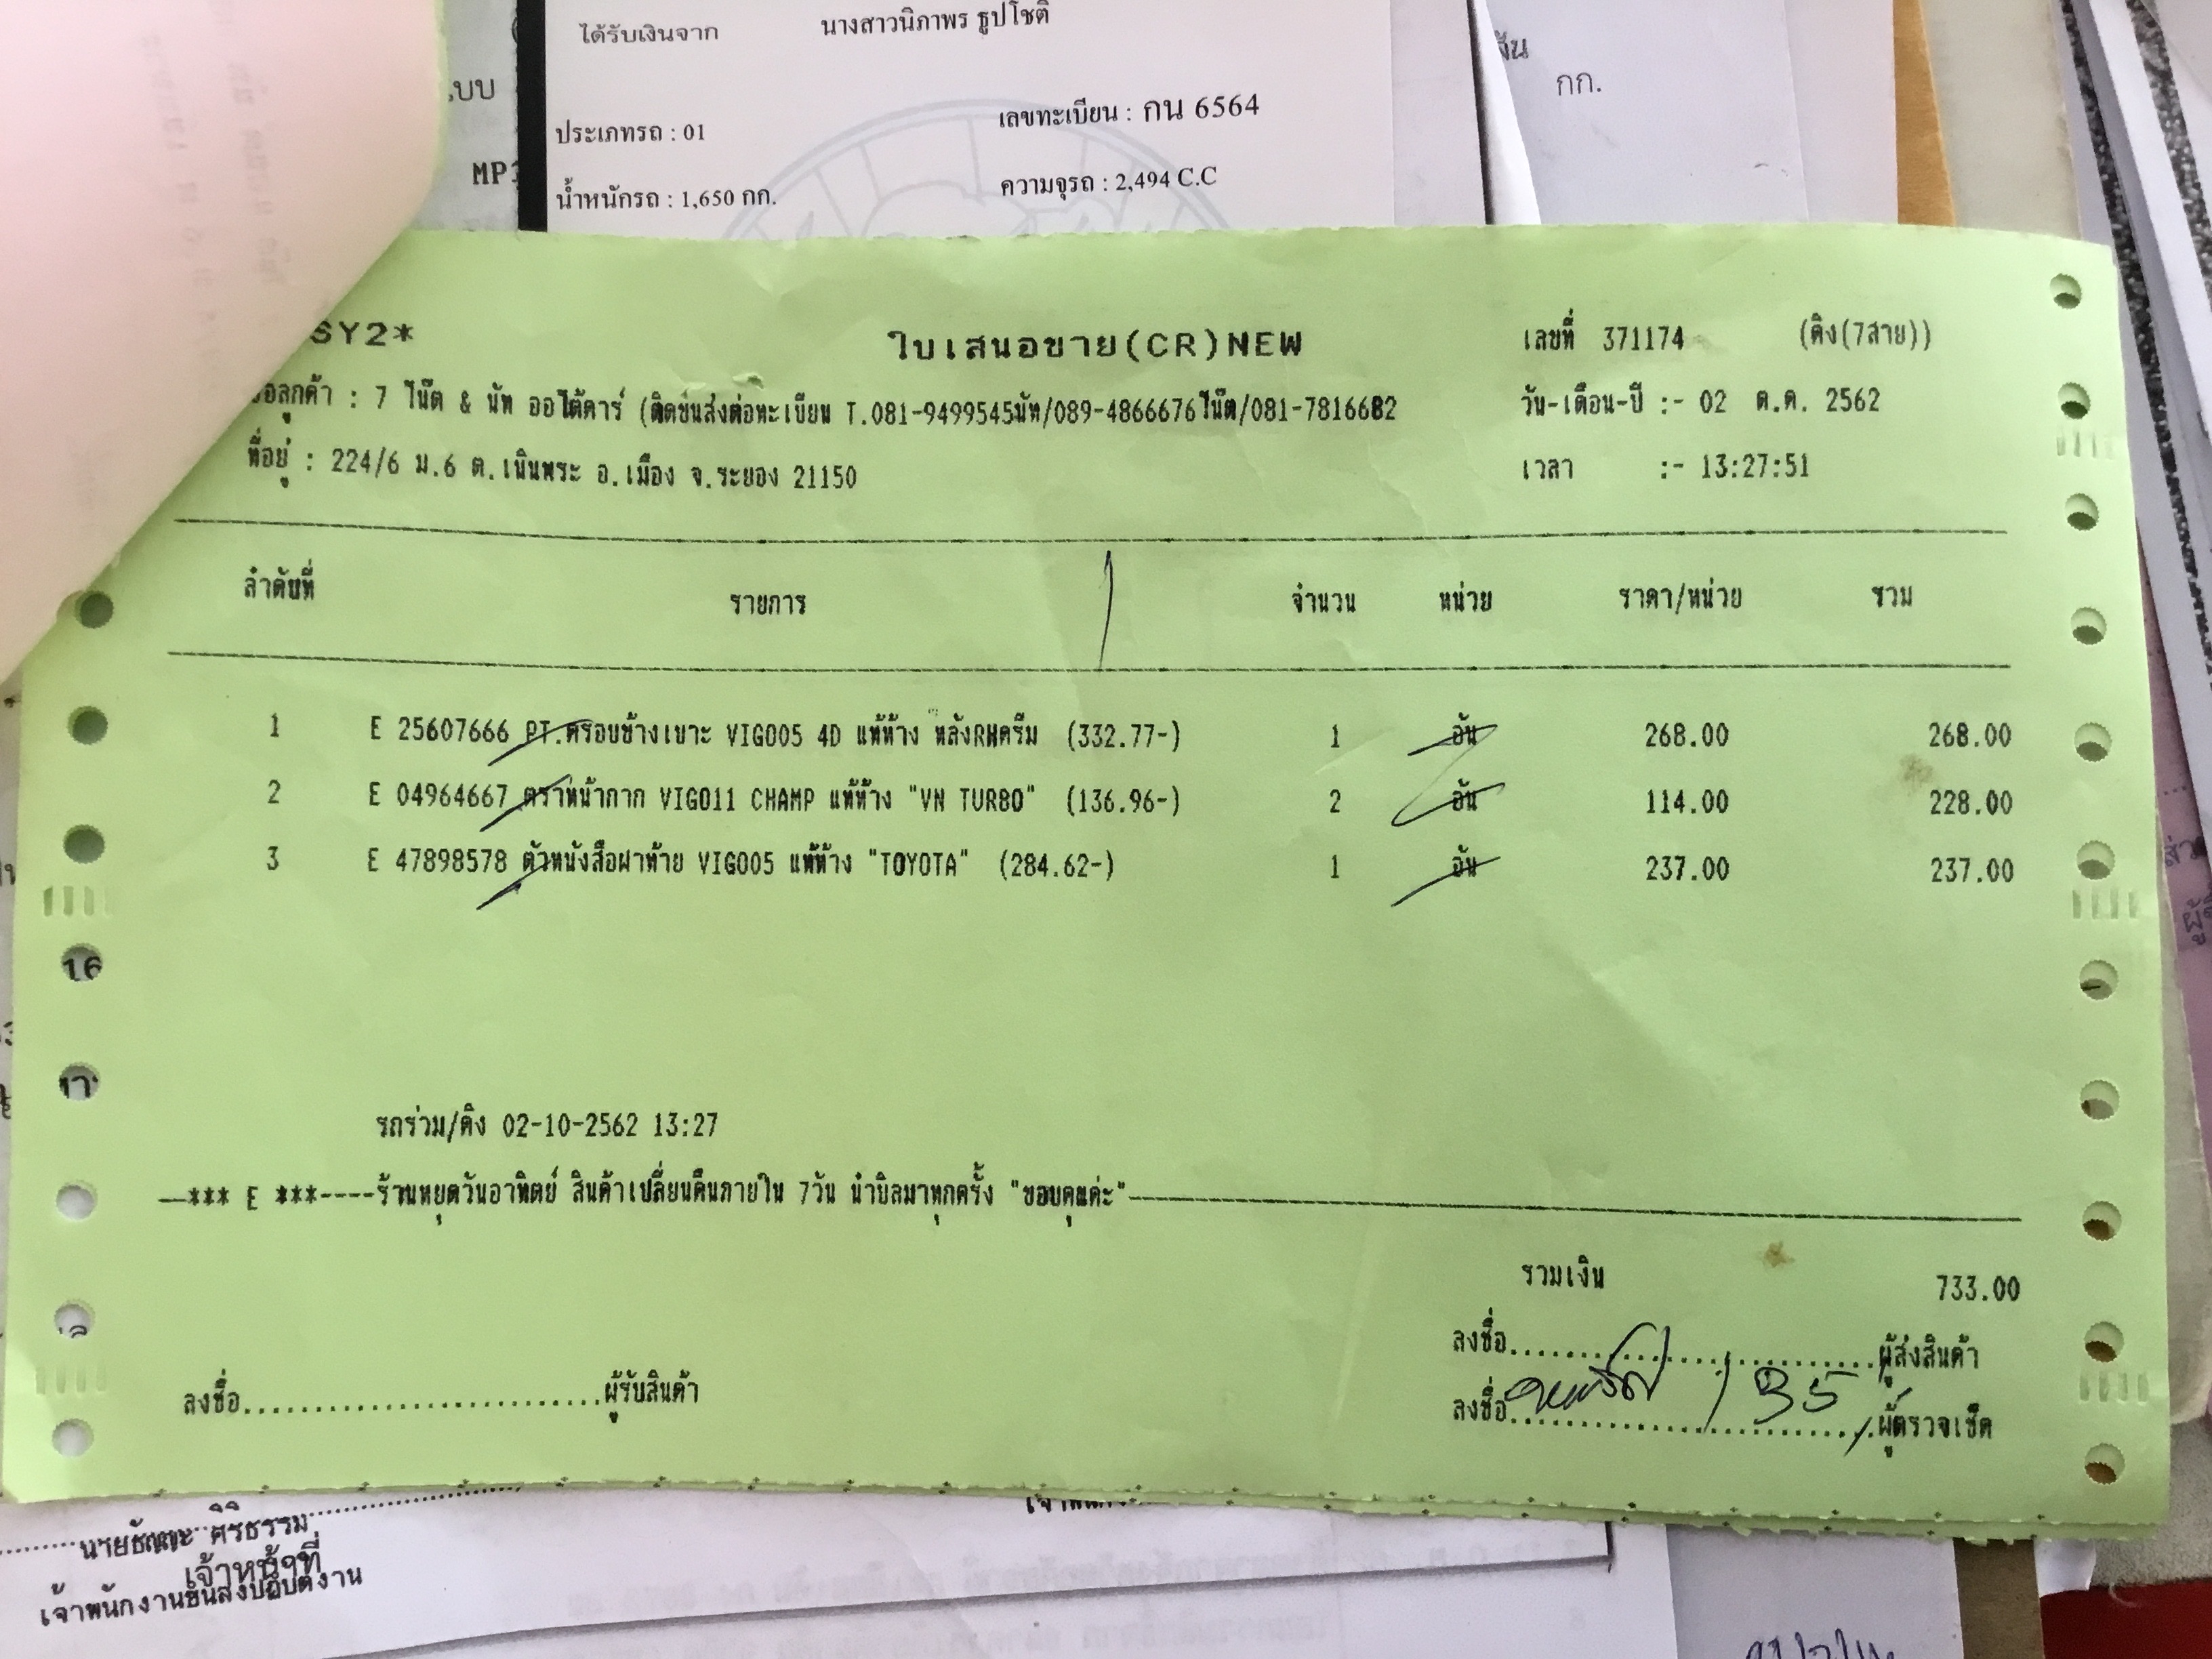 ได้รับเงินจาก นางสาวนิภาพร ธูปโชติ
ประเภทรถ : 01 เลขทะเบียน : กน 6564
น้ำหนักรถ : 1,650 กก. ความจุรถ : 2,494 C.C
กก.
SY2* ใบเสนอขาย(CR)NEW เลขที่ 371174 (ติง(7สาย))
ลูกค้า : 7 โน๊ต & นัท ออโต้คาร์ (ติดขนส่งต่อทะเบียน T.081-9499545นัท/089-4866676โน๊ต/081-7816682 วัน-เดือน-ปี :- 02 ต.ค. 2562
ที่อยู่ : 224/6 ม.6 ต.เนินพระ อ.เมือง จ.ระยอง 21150 เวลา :- 13:27:51
ลำดับที่ รายการ จำนวน หน่วย ราคา/หน่วย รวม
1 E 25607666 PT.ครอบข้างเบาะ VIGO05 4D แท้ห้าง หลังRHครีม (332.77-) 1 อัน 268.00 268.00
2 E 04964667 ตราหน้ากาก VIGO11 CHAMP แท้ห้าง "VN TURBO" (136.96-) 2 อัน 114.00 228.00
3 E 47898578 ตัวหนังสือฝาท้าย VIGO05 แท้ห้าง "TOYOTA" (284.62-) 1 อัน 237.00 237.00
รถร่วม/ติง 02-10-2562 13:27
—*** E ***----ร้านหยุดวันอาทิตย์ สินค้าเปลี่ยนคืนภายใน 7วัน นำบิลมาทุกครั้ง "ขอบคุณค่ะ"
รวมเงิน 733.00
ลงชื่อ..............................ผู้ส่งสินค้า
ลงชื่อ..............................ผู้รับสินค้า ลงชื่อ..............................ผู้ตรวจเช็ค
135
ศิริธรรม
เจ้าหน้าที่
เจ้าพนักงานขนส่งปฏิบัติงาน